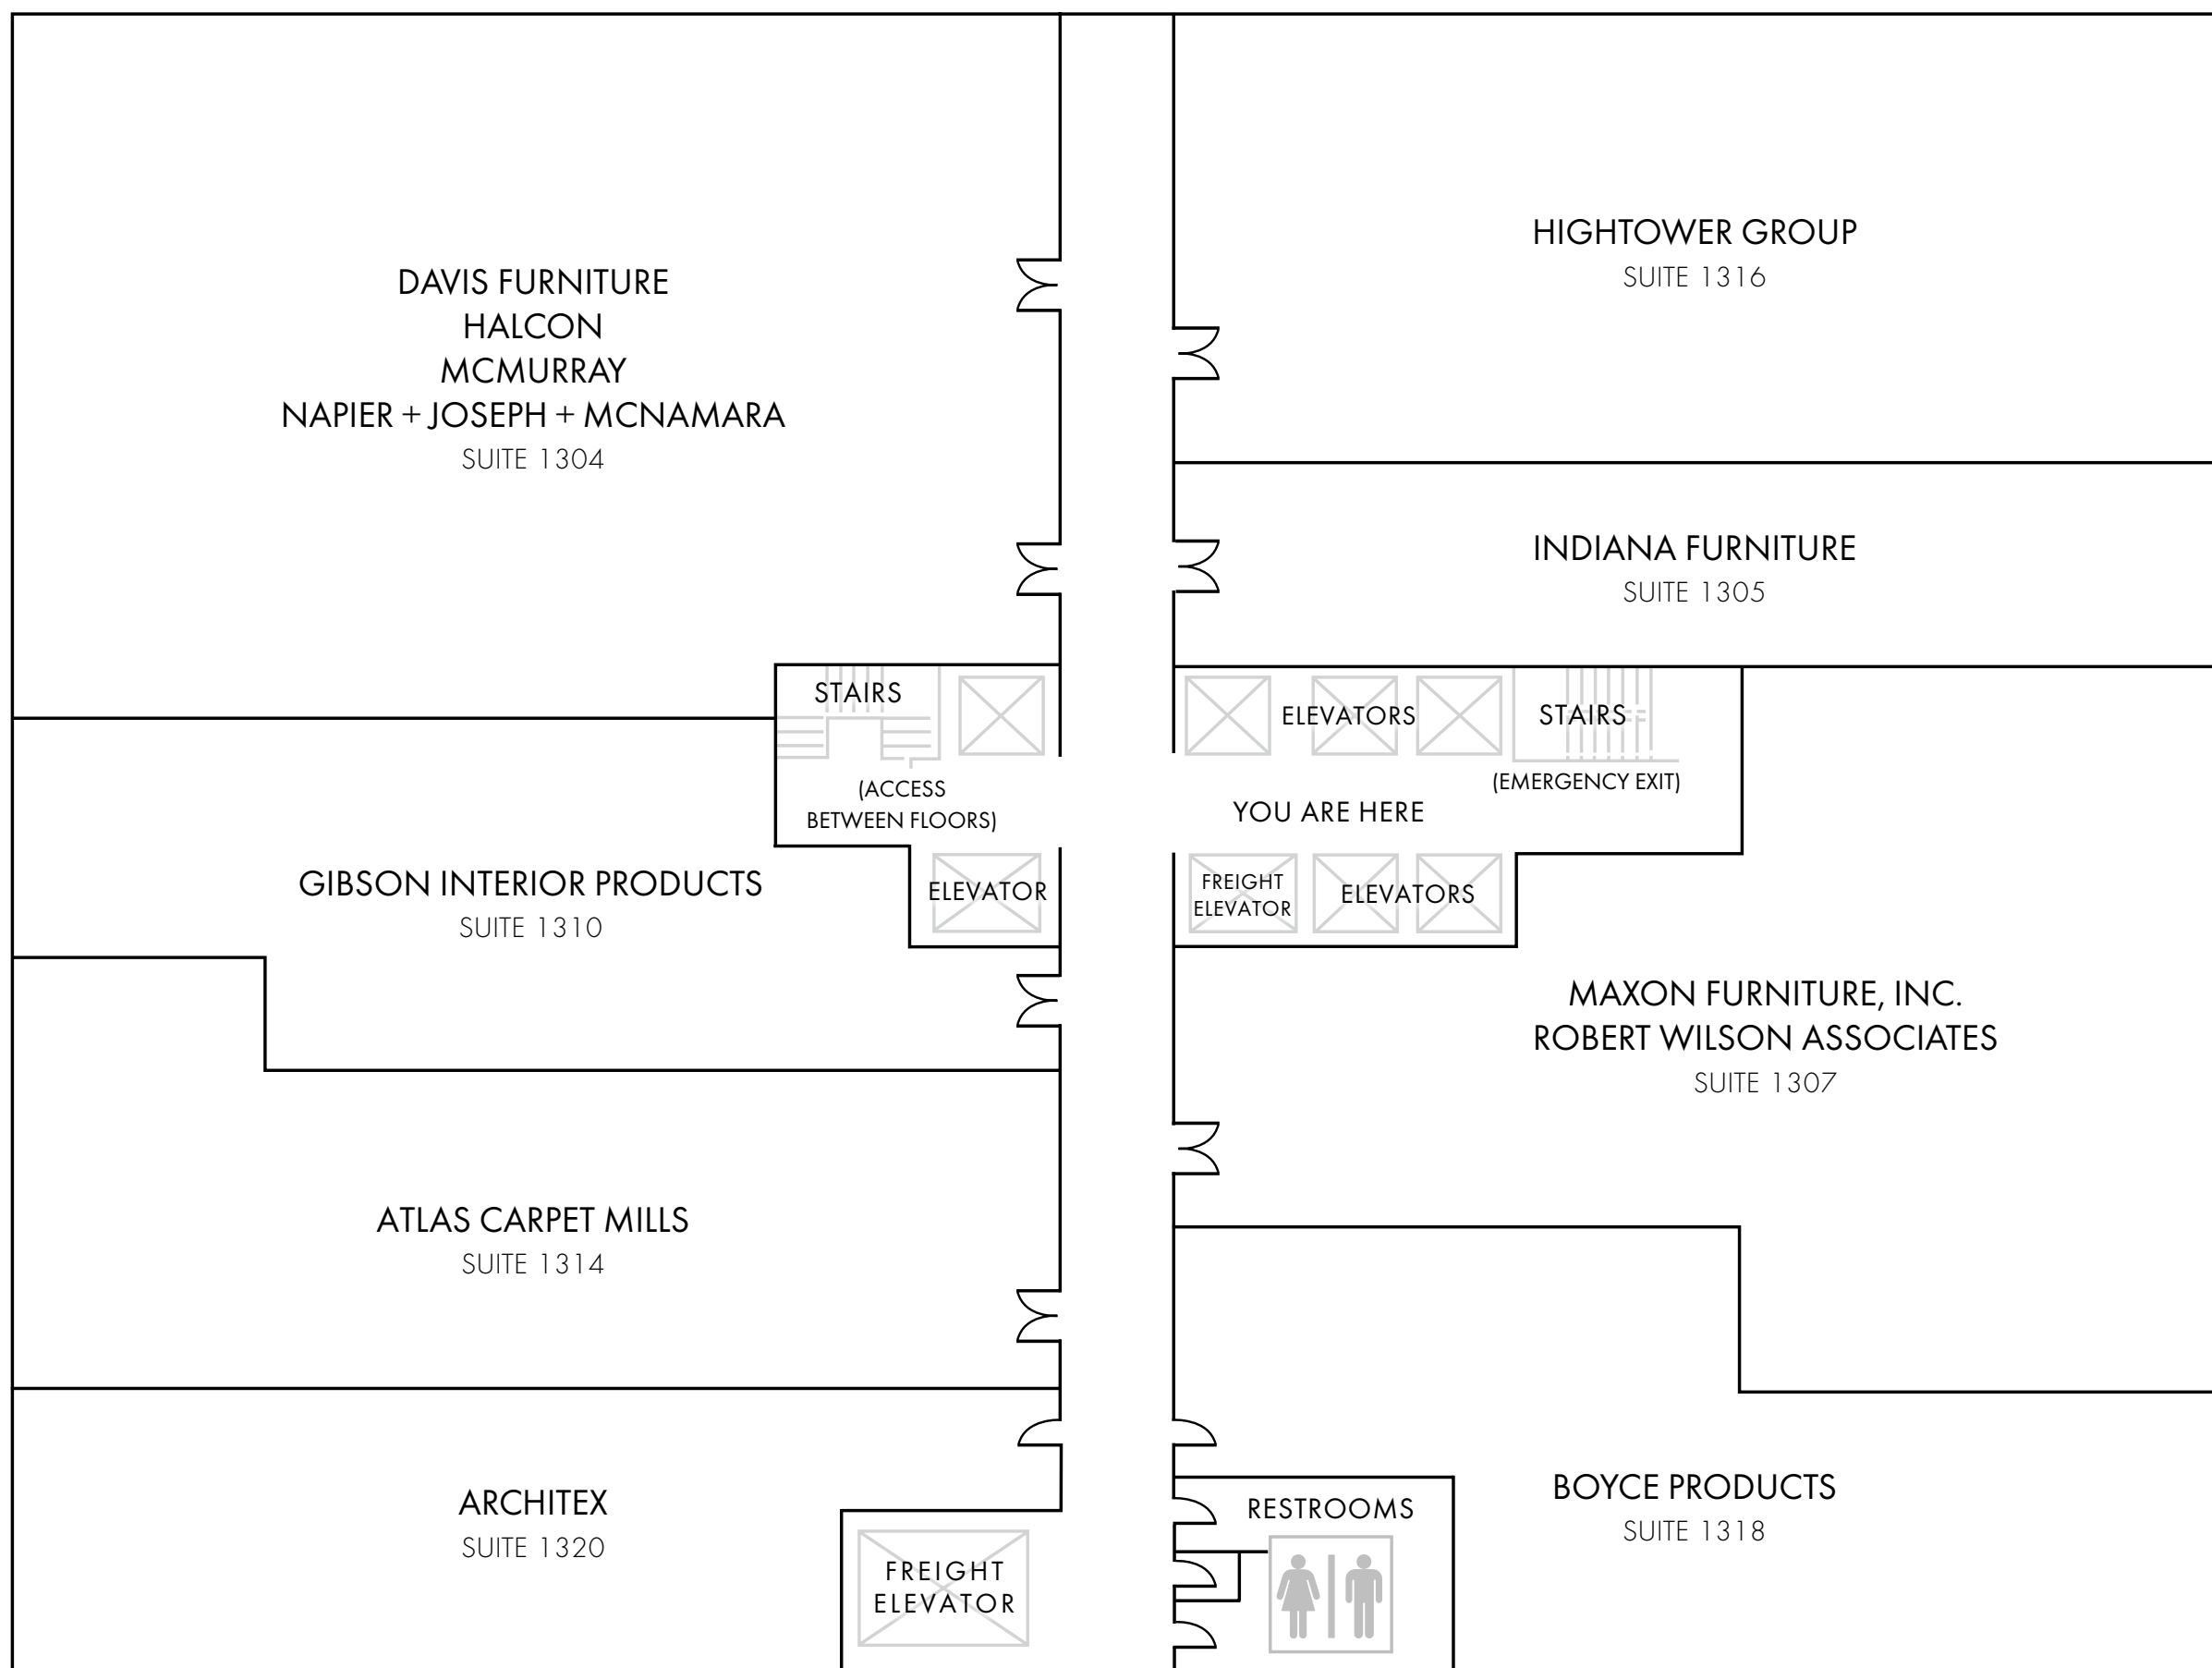 DAVIS FURNITURE
HALCON
MCMURRAY
NAPIER + JOSEPH + MCNAMARA
SUITE 1304
HIGHTOWER GROUP
SUITE 1316
INDIANA FURNITURE
SUITE 1305
STAIRS
(ACCESS
BETWEEN FLOORS)
ELEVATOR
ELEVATORS
STAIRS
(EMERGENCY EXIT)
YOU ARE HERE
FREIGHT
ELEVATOR
ELEVATORS
GIBSON INTERIOR PRODUCTS
SUITE 1310
MAXON FURNITURE, INC.
ROBERT WILSON ASSOCIATES
SUITE 1307
ATLAS CARPET MILLS
SUITE 1314
ARCHITEX
SUITE 1320
FREIGHT
ELEVATOR
RESTROOMS
BOYCE PRODUCTS
SUITE 1318